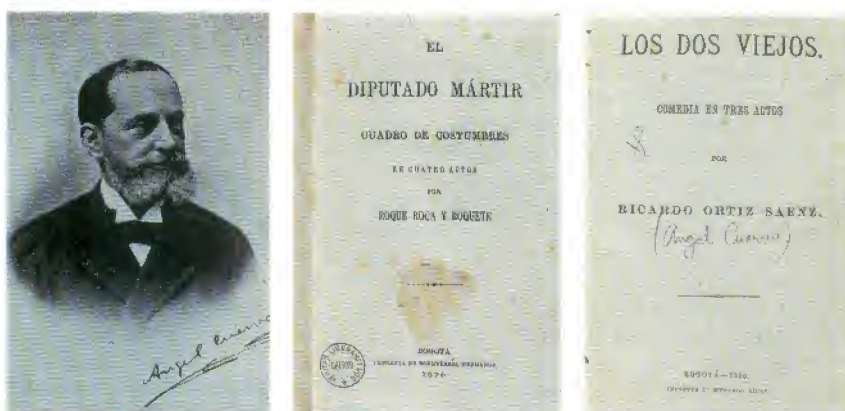 Angel Cuervo
EL
DIPUTADO MÁRTIR
CUADRO DE COSTUMBRES
EN CUATRO ACTOS
POR
ROQUE ROCA Y ROQUETE
BOGOTÁ
LOS DOS VIEJOS.
COMEDIA EN TRES ACTOS
POR
RICARDO ORTIZ SAENZ.
(Angel Cuervo)